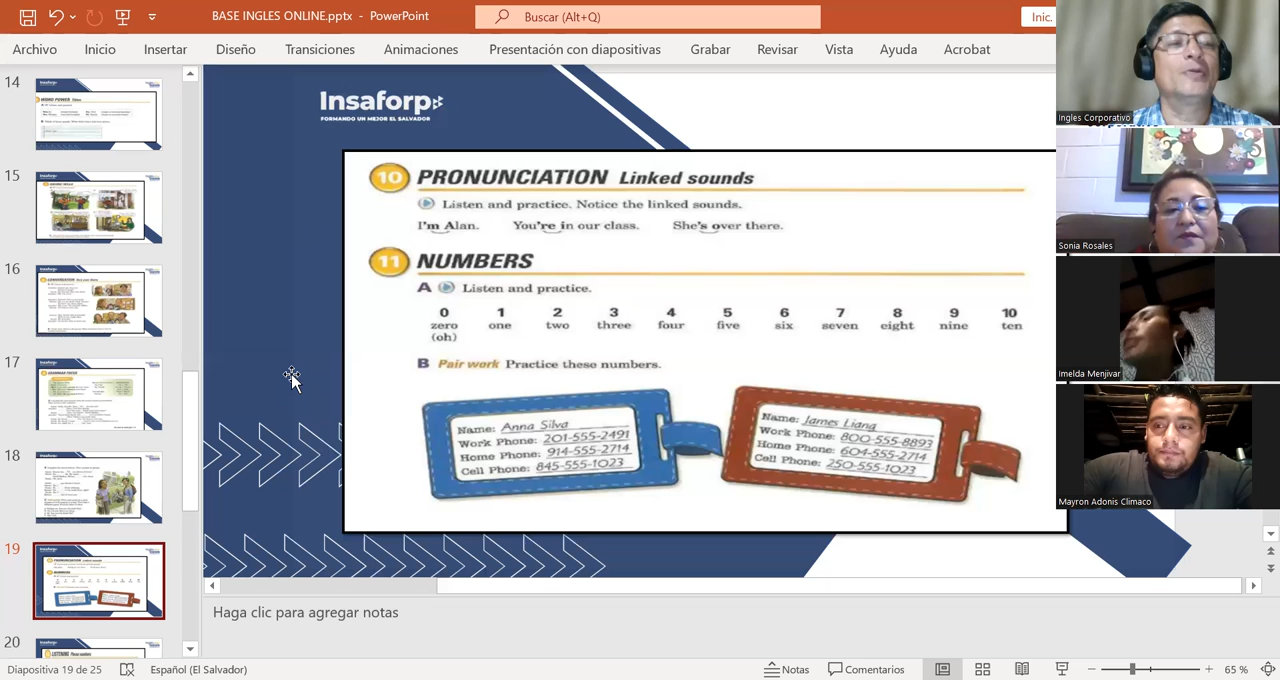 BASE INGLES ONLINE.pptx - PowerPoint
Buscar (Alt+Q)
Inic.
Archivo Inicio Insertar Diseño Transiciones Animaciones Presentación con diapositivas Grabar Revisar Vista Ayuda Acrobat
14
15
16
17
18
19
20
Insaforp
FORMANDO UN MEJOR EL SALVADOR
10 PRONUNCIATION Linked sounds
Listen and practice. Notice the linked sounds.
I'm Alan. You're in our class. She's over there.
11 NUMBERS
A Listen and practice.
0 1 2 3 4 5 6 7 8 9 10
zero one two three four five six seven eight nine ten
(oh)
B Pair work Practice these numbers.
Name: Anna Silva
Work Phone: 201-555-2491
Home Phone: 914-555-2714
Cell Phone: 845-555-1023
Name: James Liang
Work Phone: 800-555-8893
Home Phone: 604-555-2714
Cell Phone: 250-555-1023
Ingles Corporativo
Sonia Rosales
Imelda Menjivar
Mayron Adonis Climaco
Haga clic para agregar notas
Diapositiva 19 de 25 Español (El Salvador) Notas Comentarios 65 %